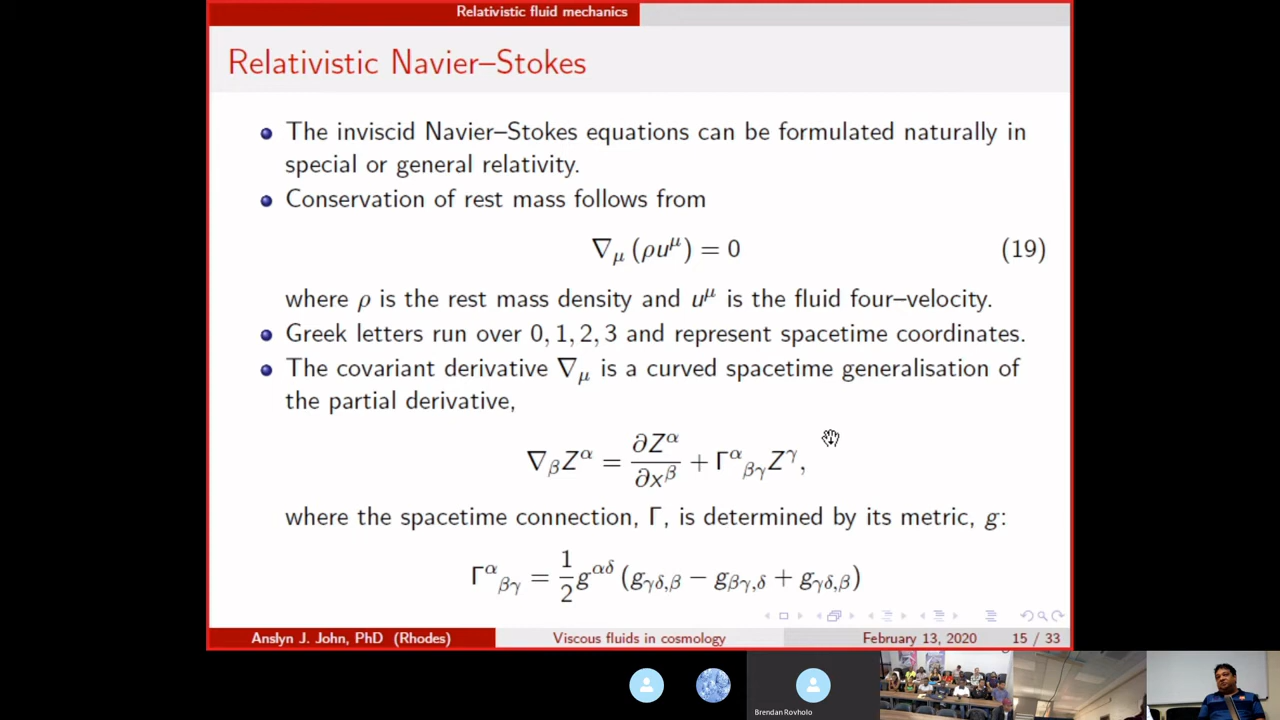 Relativistic fluid mechanics
Relativistic Navier–Stokes
The inviscid Navier–Stokes equations can be formulated naturally in
special or general relativity.
Conservation of rest mass follows from
∇_μ (ρu^μ) = 0 (19)
where ρ is the rest mass density and u^μ is the fluid four–velocity.
Greek letters run over 0, 1, 2, 3 and represent spacetime coordinates.
The covariant derivative ∇_μ is a curved spacetime generalisation of
the partial derivative,
∇_β Z^α = ∂Z^α/∂x^β + Γ^α_βγ Z^γ,
where the spacetime connection, Γ, is determined by its metric, g:
Γ^α_βγ = 1/2 g^αδ (g_γδ,β − g_βγ,δ + g_γδ,β)
Anslyn J. John, PhD (Rhodes) Viscous fluids in cosmology February 13, 2020 15 / 33
Brendan Rovholo